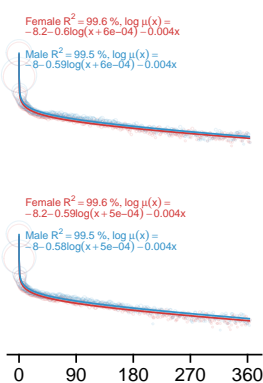 Female R² = 99.6 %, log μ(x) =
−8.2−0.6log(x + 6e−04) − 0.004x
Male R² = 99.5 %, log μ(x) =
−8−0.59log(x + 6e−04) − 0.004x
Female R² = 99.6 %, log μ(x) =
−8.2−0.59log(x + 5e−04) − 0.004x
Male R² = 99.5 %, log μ(x) =
−8−0.58log(x + 5e−04) − 0.004x
0 90 180 270 360